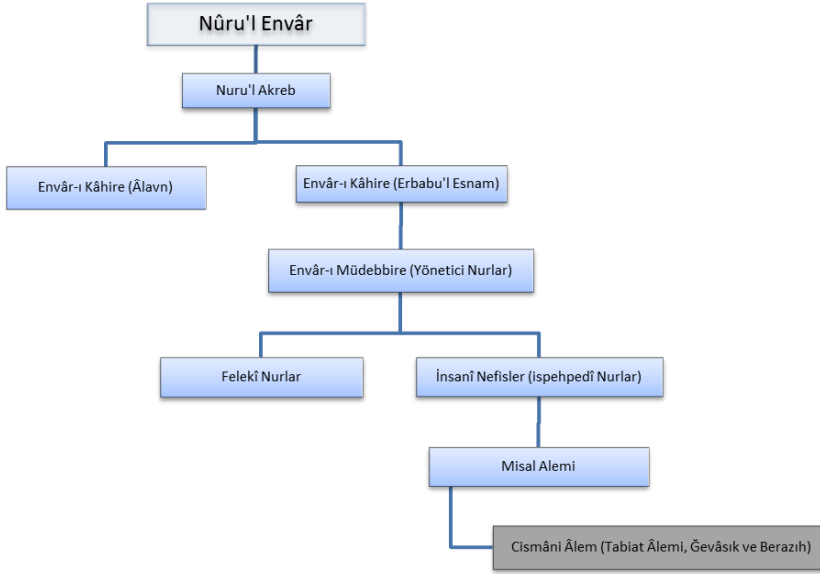 Nûru'l Envâr
Nuru'l Akreb
Envâr-ı Kâhire (Âlavn)
Envâr-ı Kâhire (Erbabu'l Esnam)
Envâr-ı Müdebbire (Yönetici Nurlar)
Felekî Nurlar
İnsanî Nefisler (ispehpedî Nurlar)
Misal Alemi
Cismâni Âlem (Tabiat Âlemi, Ğevâsık ve Berazıh)